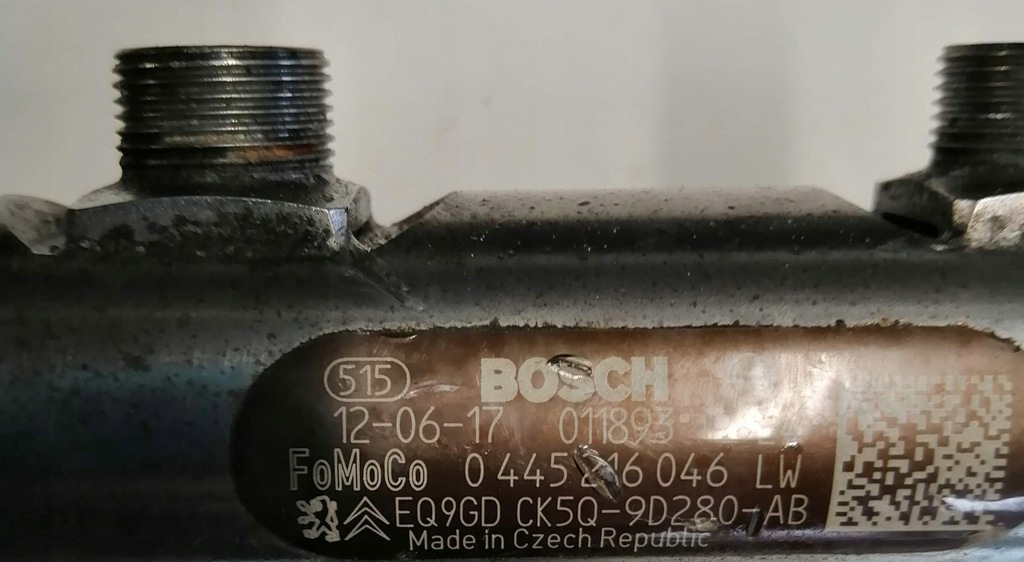 515 BOSCH
12-06-17 011893
FoMoCo 0 445 216 046 LW
EQ9GD CK5Q-9D280-AB
Made in Czech Republic